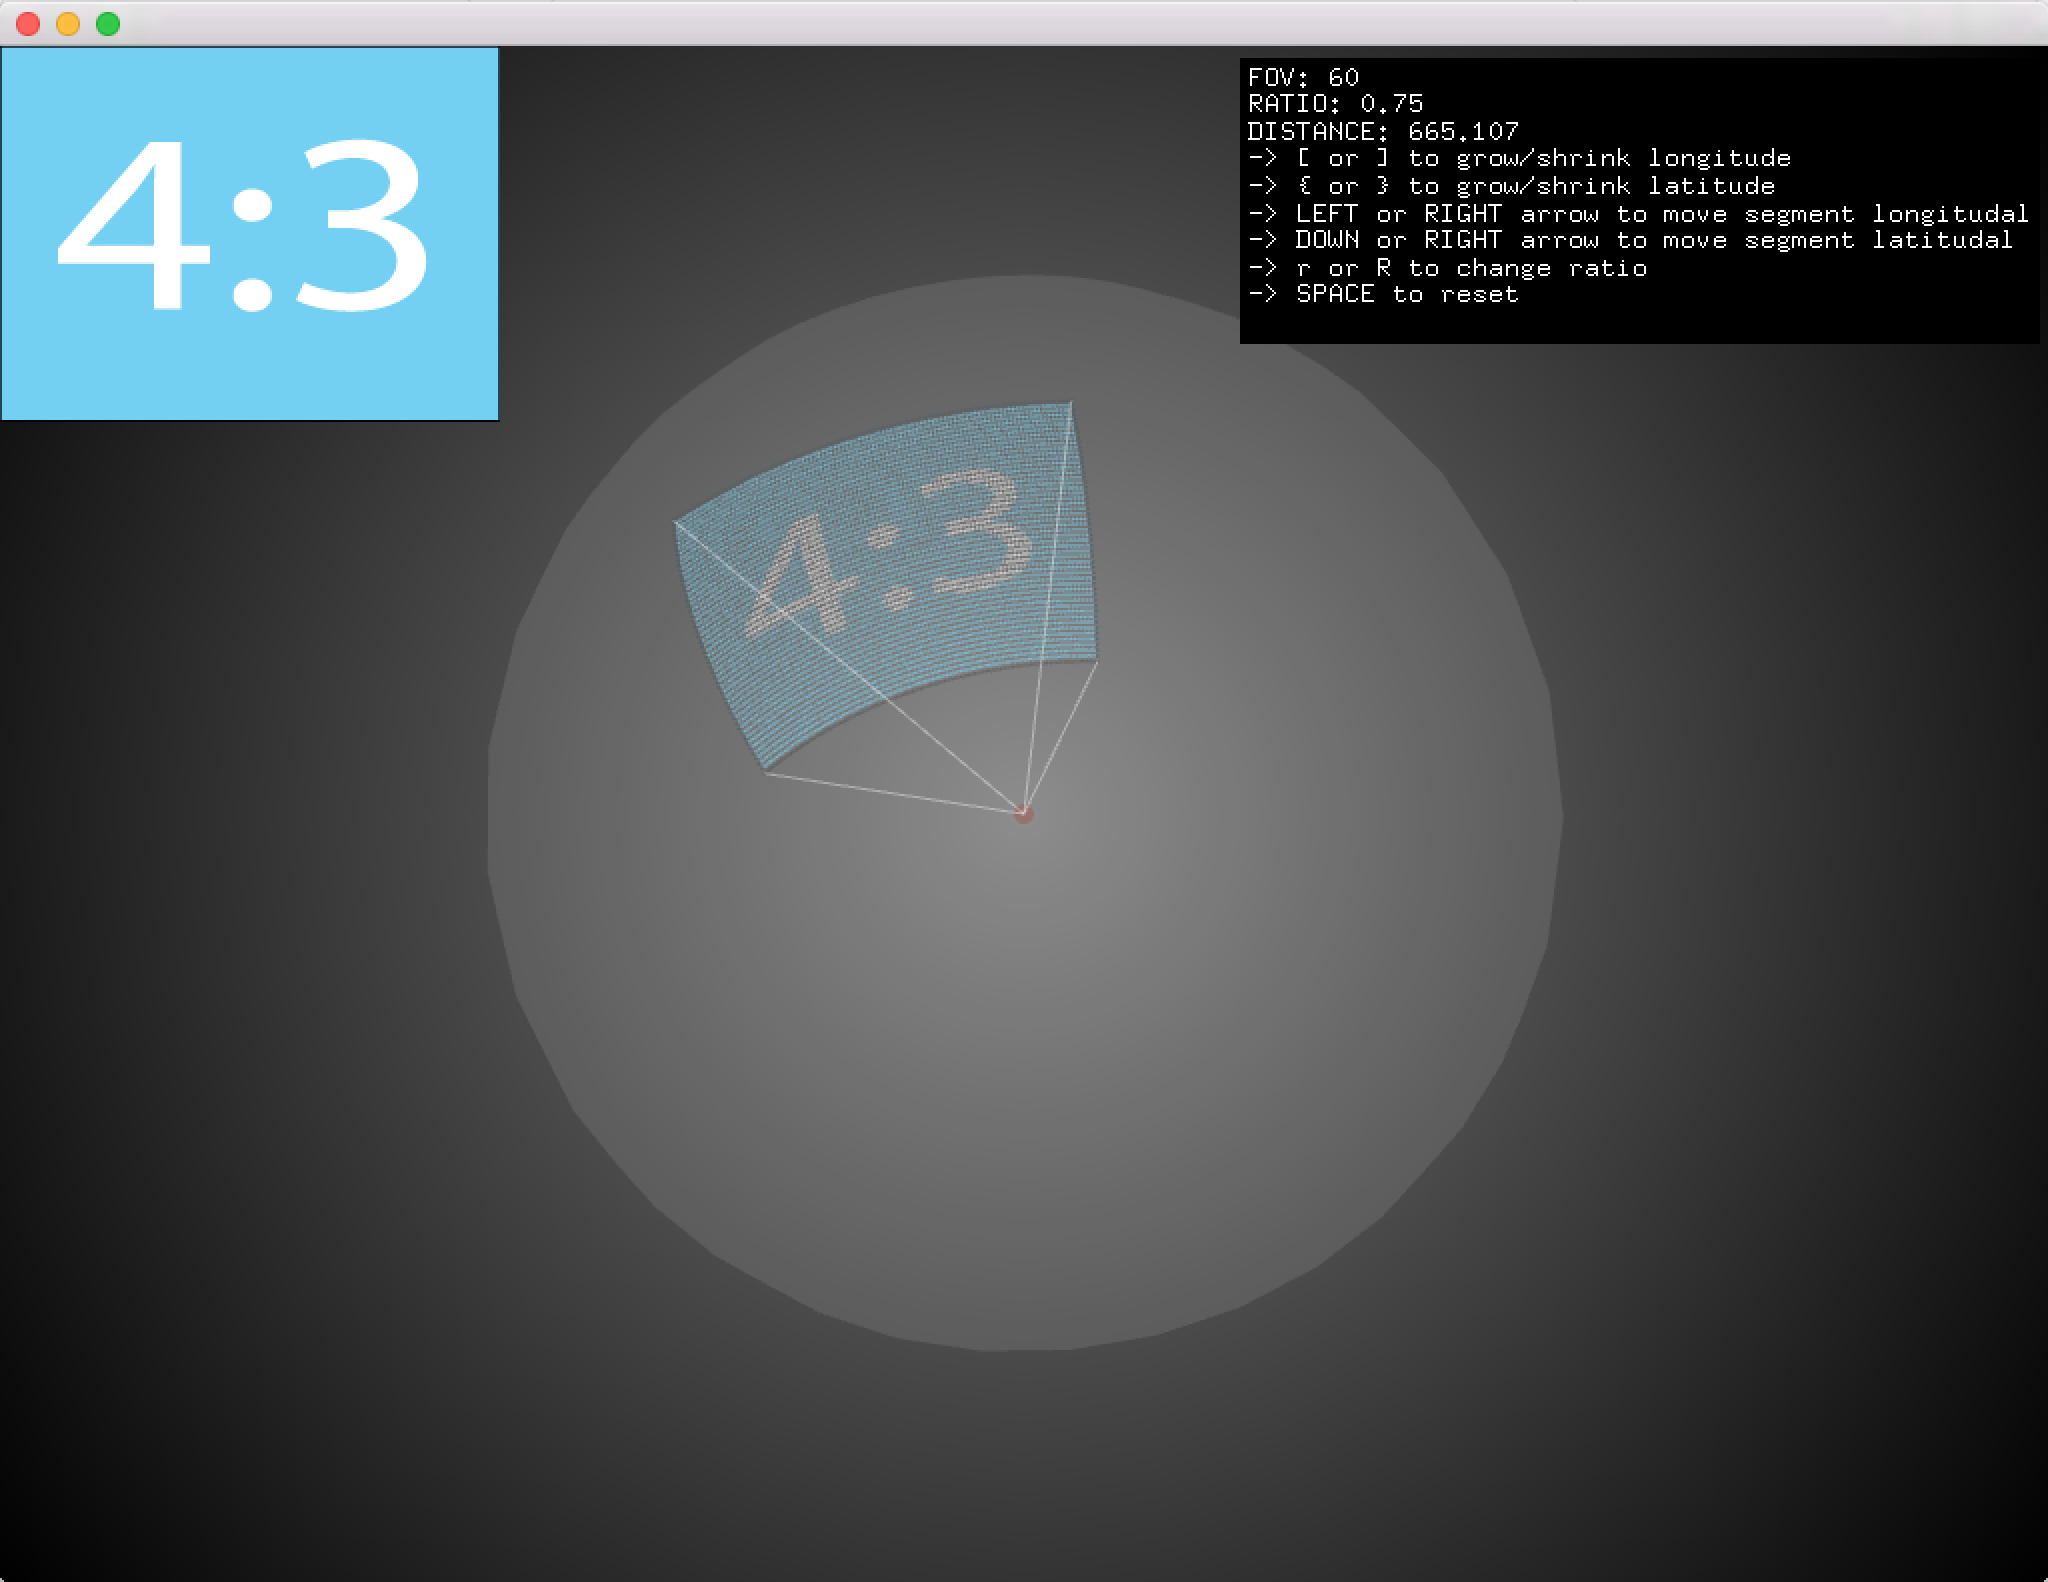 4:3
FOV: 60
RATIO: 0.75
DISTANCE: 665.107
-> [ or ] to grow/shrink longitude
-> { or } to grow/shrink latitude
-> LEFT or RIGHT arrow to move segment longitudal
-> DOWN or RIGHT arrow to move segment latitudal
-> r or R to change ratio
-> SPACE to reset
4:3